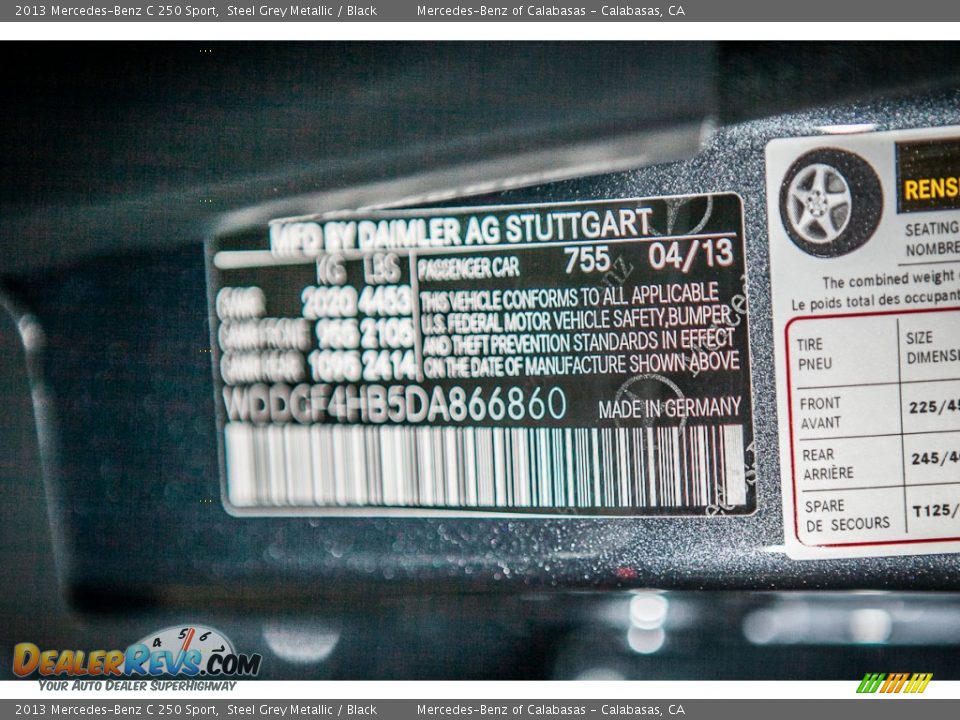 2013 Mercedes-Benz C 250 Sport, Steel Grey Metallic / Black Mercedes-Benz of Calabasas - Calabasas, CA
MFD BY DAIMLER AG STUTTGART
KG LBS PASSENGER CAR 755 04/13
GAWR 2020 4453
GAWR FRONT 955 2105
GAWR REAR 1095 2414
THIS VEHICLE CONFORMS TO ALL APPLICABLE
U.S. FEDERAL MOTOR VEHICLE SAFETY, BUMPER
AND THEFT PREVENTION STANDARDS IN EFFECT
ON THE DATE OF MANUFACTURE SHOWN ABOVE
WDDGF4HB5DA866860 MADE IN GERMANY
RENSE
SEATING
NOMBRE
The combined weight
Le poids total des occupant
TIRE SIZE
PNEU DIMENSI
FRONT 225/45
AVANT
REAR 245/40
ARRIÈRE
SPARE T125/
DE SECOURS
4 5 6
DEALERREVS.COM
YOUR AUTO DEALER SUPERHIGHWAY
2013 Mercedes-Benz C 250 Sport, Steel Grey Metallic / Black Mercedes-Benz of Calabasas - Calabasas, CA